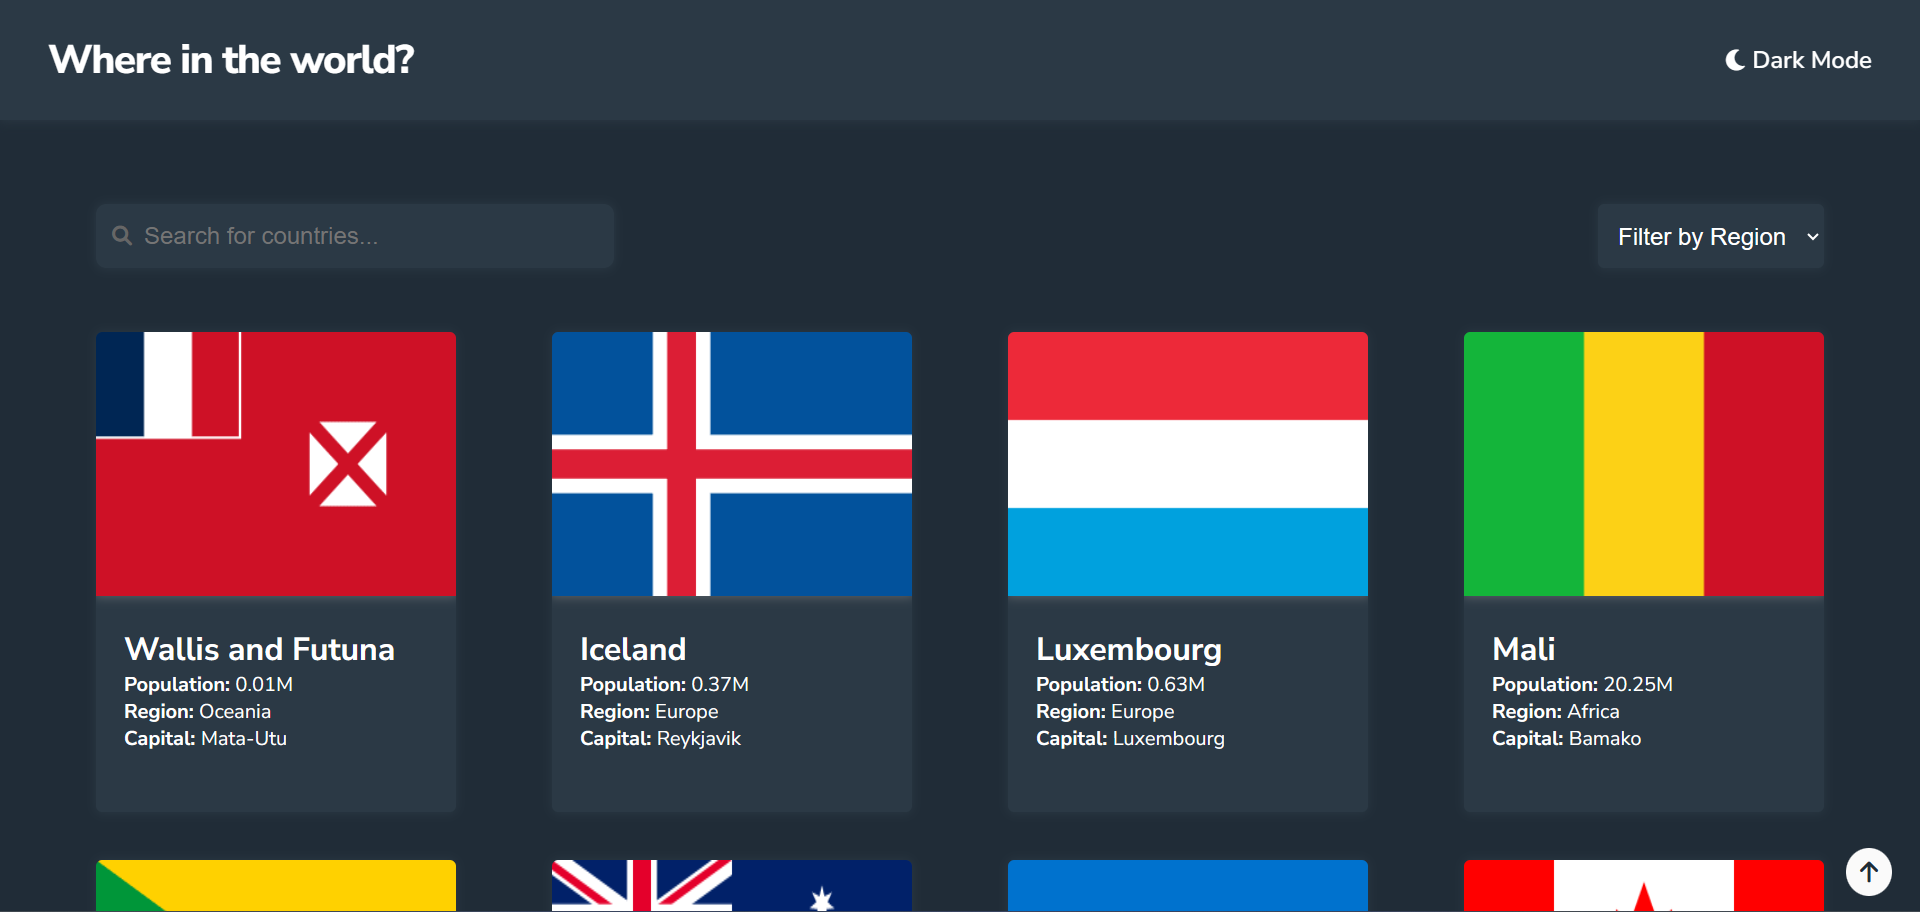 Where in the world?
Dark Mode
Search for countries...
Filter by Region
Wallis and Futuna
Population: 0.01M
Region: Oceania
Capital: Mata-Utu
Iceland
Population: 0.37M
Region: Europe
Capital: Reykjavik
Luxembourg
Population: 0.63M
Region: Europe
Capital: Luxembourg
Mali
Population: 20.25M
Region: Africa
Capital: Bamako